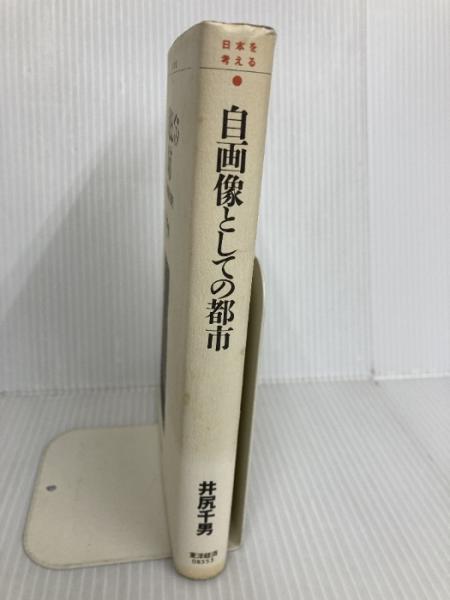 日本を
考える
自画像としての都市
井尻千男
東洋経済
08353